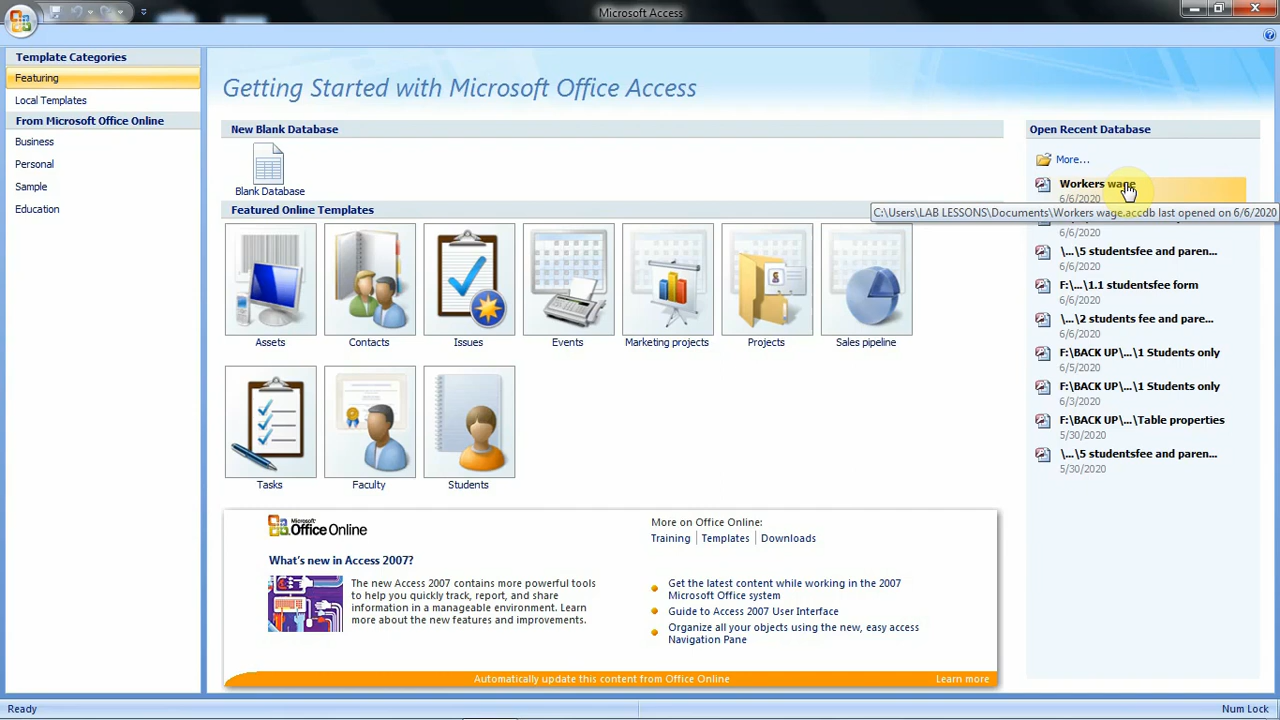 Microsoft Access
Template Categories
Featuring
Local Templates
From Microsoft Office Online
Business
Personal
Sample
Education
Getting Started with Microsoft Office Access
New Blank Database
Blank Database
Featured Online Templates
Assets
Contacts
Issues
Events
Marketing projects
Projects
Sales pipeline
Tasks
Faculty
Students
Microsoft
Office Online
What's new in Access 2007?
The new Access 2007 contains more powerful tools
to help you quickly track, report, and share
information in a manageable environment. Learn
more about the new features and improvements.
More on Office Online:
Training | Templates | Downloads
Get the latest content while working in the 2007
Microsoft Office system
Guide to Access 2007 User Interface
Organize all your objects using the new, easy access
Navigation Pane
Automatically update this content from Office Online
Learn more
Open Recent Database
More...
Workers wage
6/6/2020
C:\Users\LAB LESSONS\Documents\Workers wage.accdb last opened on 6/6/2020
6/6/2020
\...\5 studentsfee and paren...
6/6/2020
F:\...\1.1 studentsfee form
6/6/2020
\...\2 students fee and pare...
6/6/2020
F:\BACK UP\...\1 Students only
6/5/2020
F:\BACK UP\...\1 Students only
6/3/2020
F:\BACK UP\...\Table properties
5/30/2020
\...\5 studentsfee and paren...
5/30/2020
Ready
Num Lock